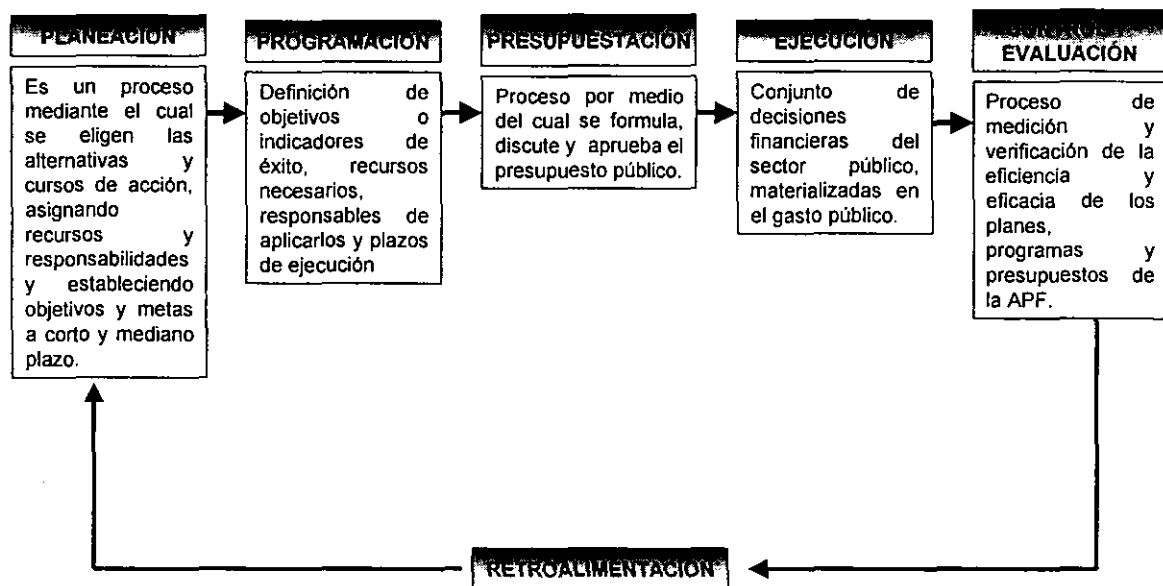 PLANEACIÓN
Es un proceso
mediante el cual
se eligen las
alternativas y
cursos de acción,
asignando
recursos y
responsabilidades
y estableciendo
objetivos y metas
a corto y mediano
plazo.
PROGRAMACIÓN
Definición de
objetivos o
indicadores de
éxito, recursos
necesarios,
responsables de
aplicarlos y plazos
de ejecución
PRESUPUESTACIÓN
Proceso por medio
del cual se formula,
discute y aprueba el
presupuesto público.
EJECUCIÓN
Conjunto de
decisiones
financieras del
sector público,
materializadas en
el gasto público.
EVALUACIÓN
Proceso de
medición y
verificación de la
eficiencia y
eficacia de los
planes,
programas y
presupuestos de
la APF.
RETROALIMENTACIÓN